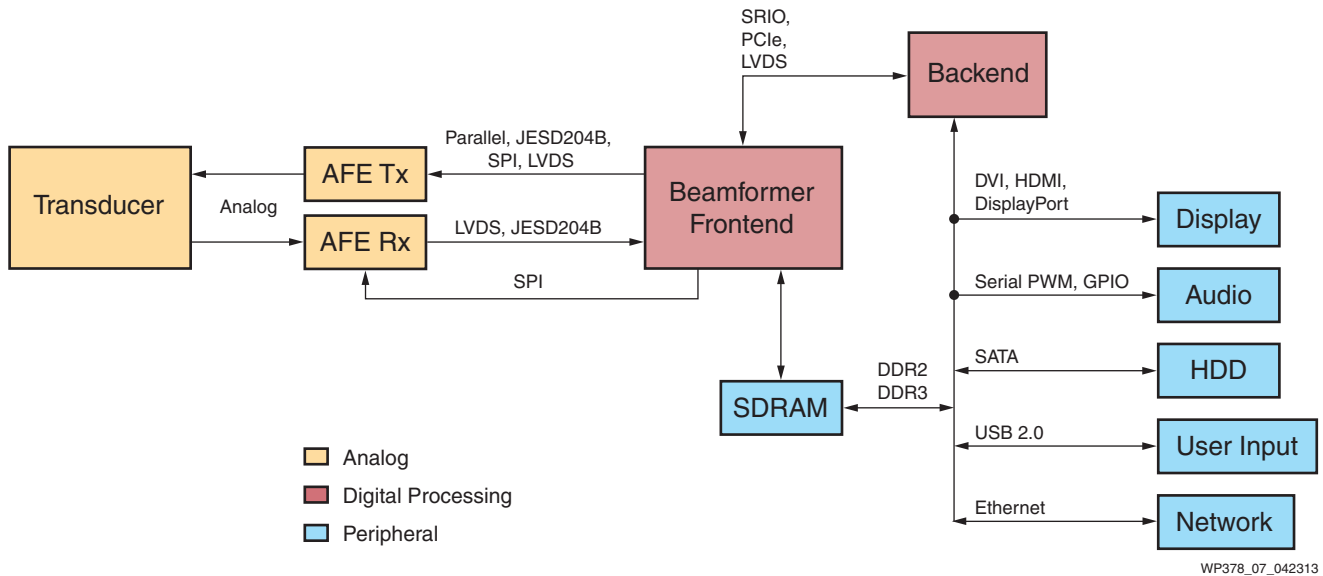 SRIO,
PCIe,
LVDS
Backend
Parallel, JESD204B,
SPI, LVDS
Transducer
AFE Tx
Analog
AFE Rx
LVDS, JESD204B
SPI
Beamformer
Frontend
DVI, HDMI,
DisplayPort
Display
Serial PWM, GPIO
Audio
SATA
HDD
DDR2
DDR3
SDRAM
USB 2.0
User Input
Ethernet
Network
Analog
Digital Processing
Peripheral
WP378_07_042313